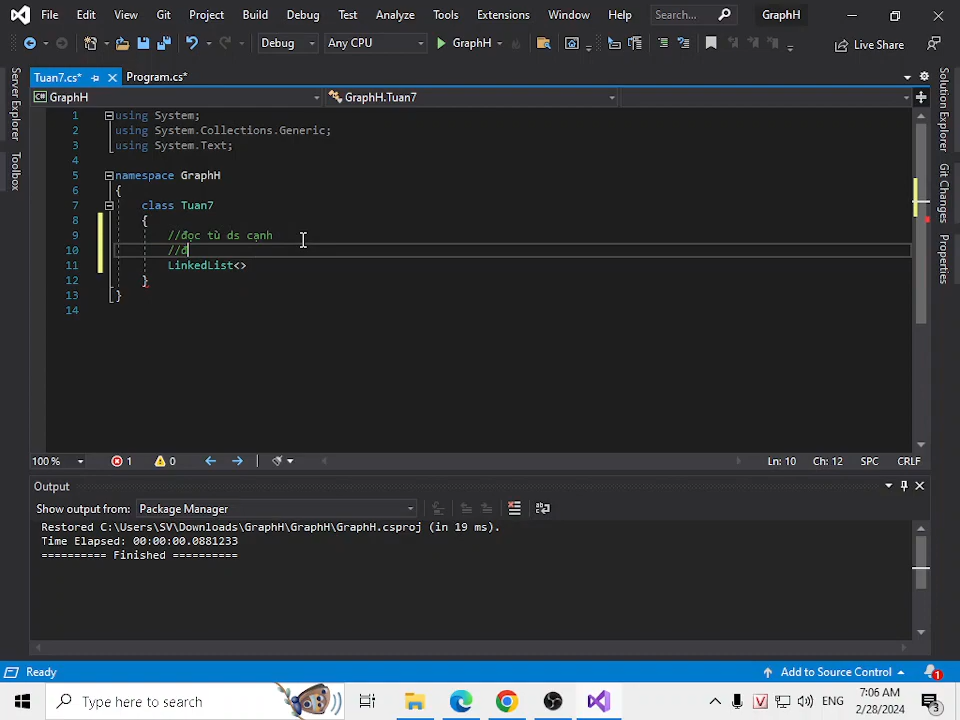 File Edit View Git Project Build Debug Test Analyze Tools Extensions Window Help Search... GraphH
Debug Any CPU GraphH Live Share
Tuan7.cs* Program.cs*
GraphH GraphH.Tuan7
1 using System;
2 using System.Collections.Generic;
3 using System.Text;
4
5 namespace GraphH
6 {
7 class Tuan7
8 {
9 //đọc tù ds cạnh
10 //đ
11 LinkedList<>
12 }
13 }
14
Server Explorer
Toolbox
Solution Explorer
Git Changes
Properties
100 % 1 0 Ln: 10 Ch: 12 SPC CRLF
Output
Show output from: Package Manager
Restored C:\Users\SV\Downloads\GraphH\GraphH\GraphH.csproj (in 19 ms).
Time Elapsed: 00:00:00.0881233
========== Finished ==========
Ready Add to Source Control 1
Type here to search V ENG 7:06 AM 3
2/28/2024